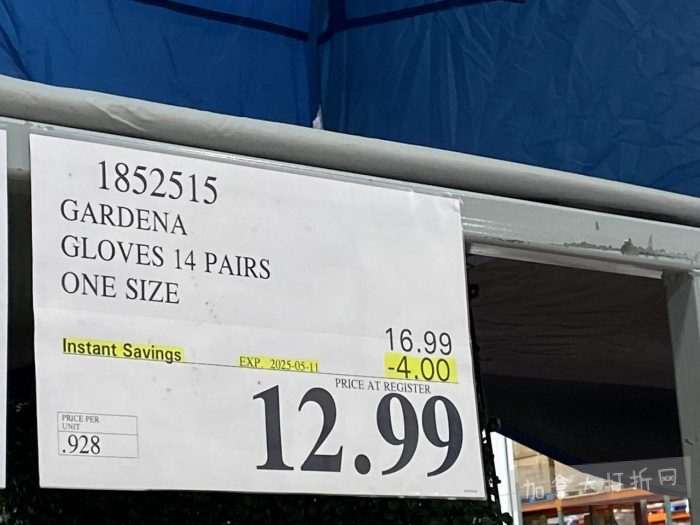 1852515
GARDENA
GLOVES 14 PAIRS
ONE SIZE
16.99
Instant Savings EXP. 2025-05-11 -4.00
PRICE AT REGISTER
12.99
PRICE PER
UNIT
.928
加拿大打折网